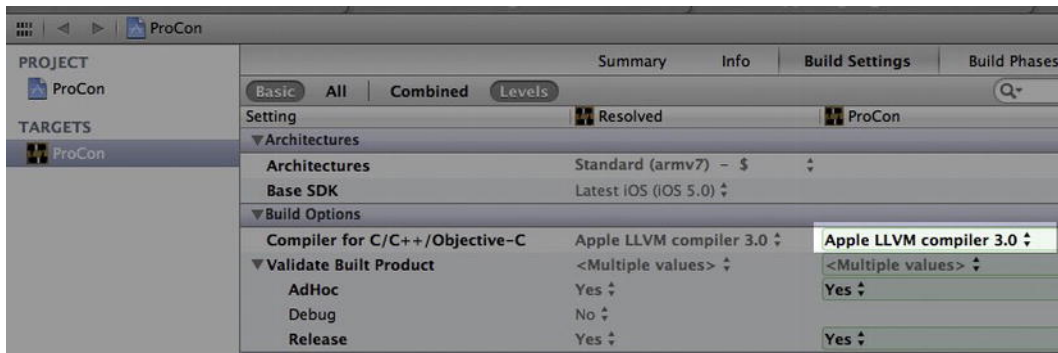 ProCon
PROJECT
ProCon
TARGETS
ProCon
Summary Info Build Settings Build Phases
Basic All Combined Levels
Setting Resolved ProCon
Architectures
Architectures Standard (armv7) - $
Base SDK Latest iOS (iOS 5.0)
Build Options
Compiler for C/C++/Objective-C Apple LLVM compiler 3.0 Apple LLVM compiler 3.0
Validate Built Product <Multiple values> <Multiple values>
AdHoc Yes Yes
Debug No
Release Yes Yes